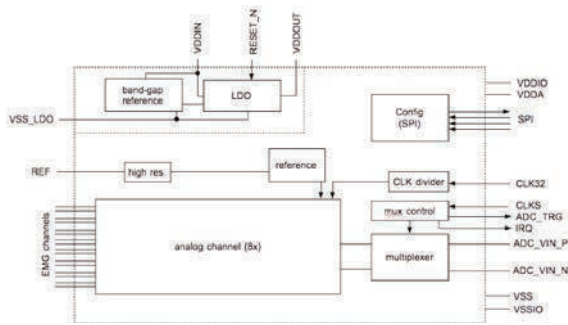 VDDIN
RESET_N
VDDOUT
band-gap
reference
LDO
VSS_LDO
VDDIO
VDDA
Config
(SPI)
SPI
REF
high res.
reference
CLK divider
CLK32
mux control
CLKS
ADC_TRG
IRQ
EMG channels
analog channel (8x)
multiplexer
ADC_VIN_P
ADC_VIN_N
VSS
VSSIO